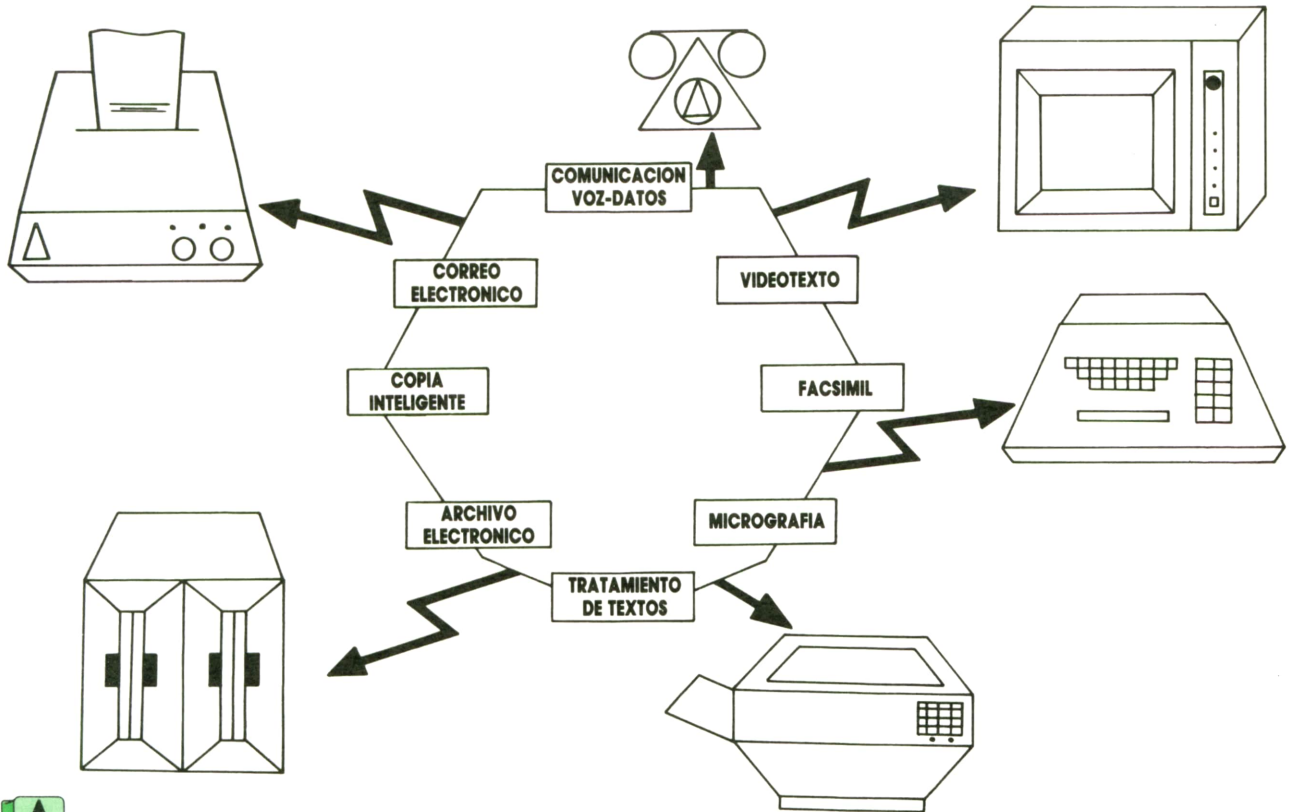 COMUNICACION
VOZ-DATOS
CORREO
ELECTRONICO
VIDEOTEXTO
COPIA
INTELIGENTE
FACSIMIL
ARCHIVO
ELECTRONICO
MICROGRAFIA
TRATAMIENTO
DE TEXTOS